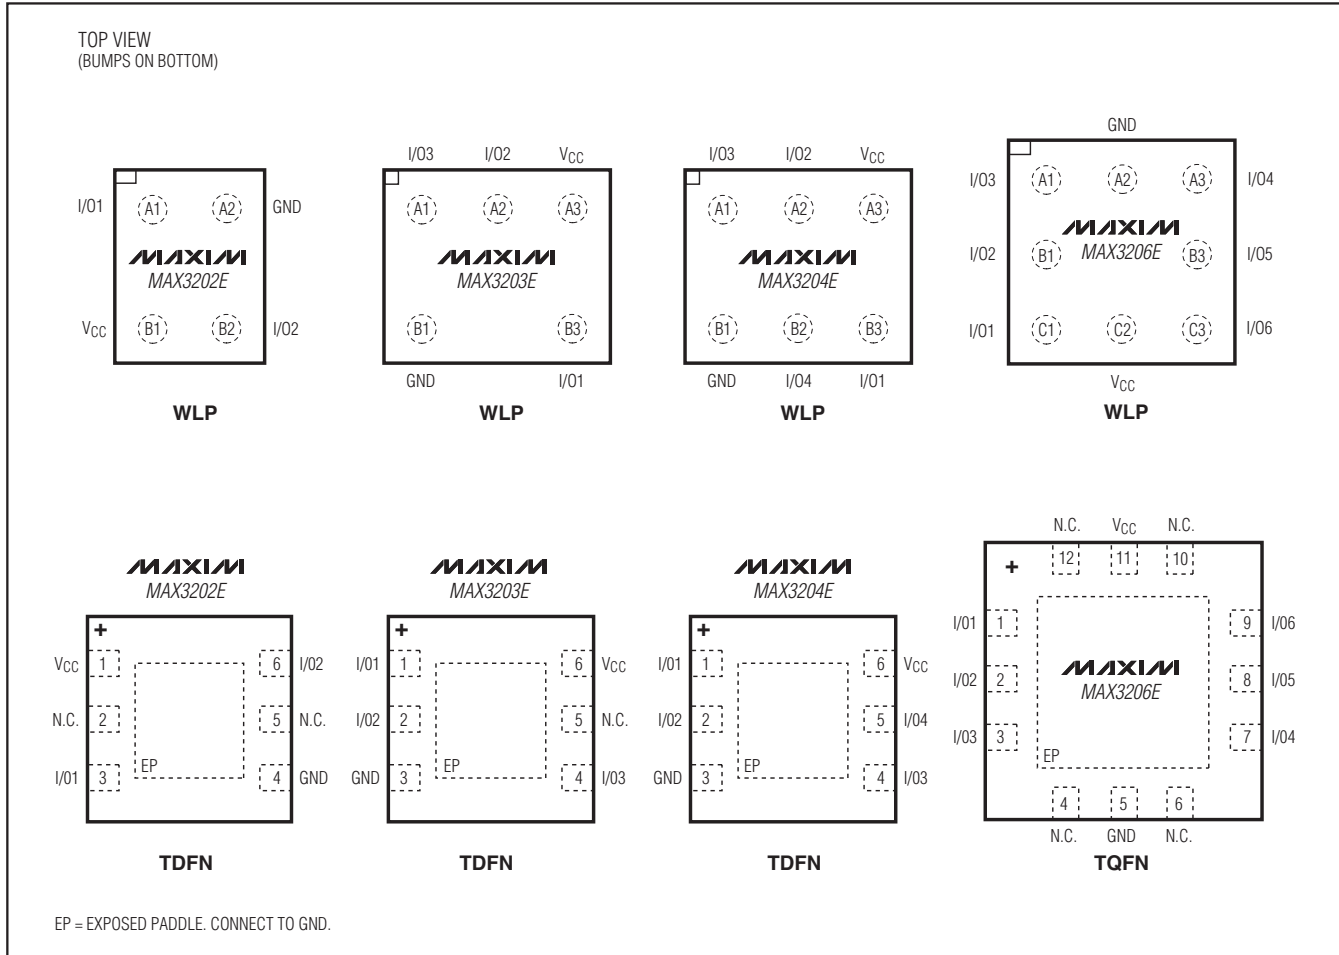 TOP VIEW
(BUMPS ON BOTTOM)
GND
I/O3 I/O2 VCC
I/O3 I/O2 VCC
I/O1 A1 A2 GND
A1 A2 A3
A1 A2 A3
I/O3 A1 A2 A3 I/O4
MAXIM
MAX3202E
MAXIM
MAX3203E
MAXIM
MAX3204E
MAXIM
MAX3206E
I/O2 B1 B3 I/O5
VCC B1 B2 I/O2
B1 B3
B1 B2 B3
I/O1 C1 C2 C3 I/O6
GND I/O1
GND I/O4 I/O1
VCC
WLP
WLP
WLP
WLP
MAXIM
MAX3202E
+
VCC 1 6 I/O2
N.C. 2 5 N.C.
I/O1 3 EP 4 GND
TDFN
MAXIM
MAX3203E
+
I/O1 1 6 VCC
I/O2 2 5 N.C.
GND 3 EP 4 I/O3
TDFN
MAXIM
MAX3204E
+
I/O1 1 6 VCC
I/O2 2 5 I/O4
GND 3 EP 4 I/O3
TDFN
N.C. VCC N.C.
12 11 10
+
I/O1 1 9 I/O6
MAXIM
I/O2 2 MAX3206E 8 I/O5
I/O3 3 EP 7 I/O4
4 5 6
N.C. GND N.C.
TQFN
EP = EXPOSED PADDLE. CONNECT TO GND.